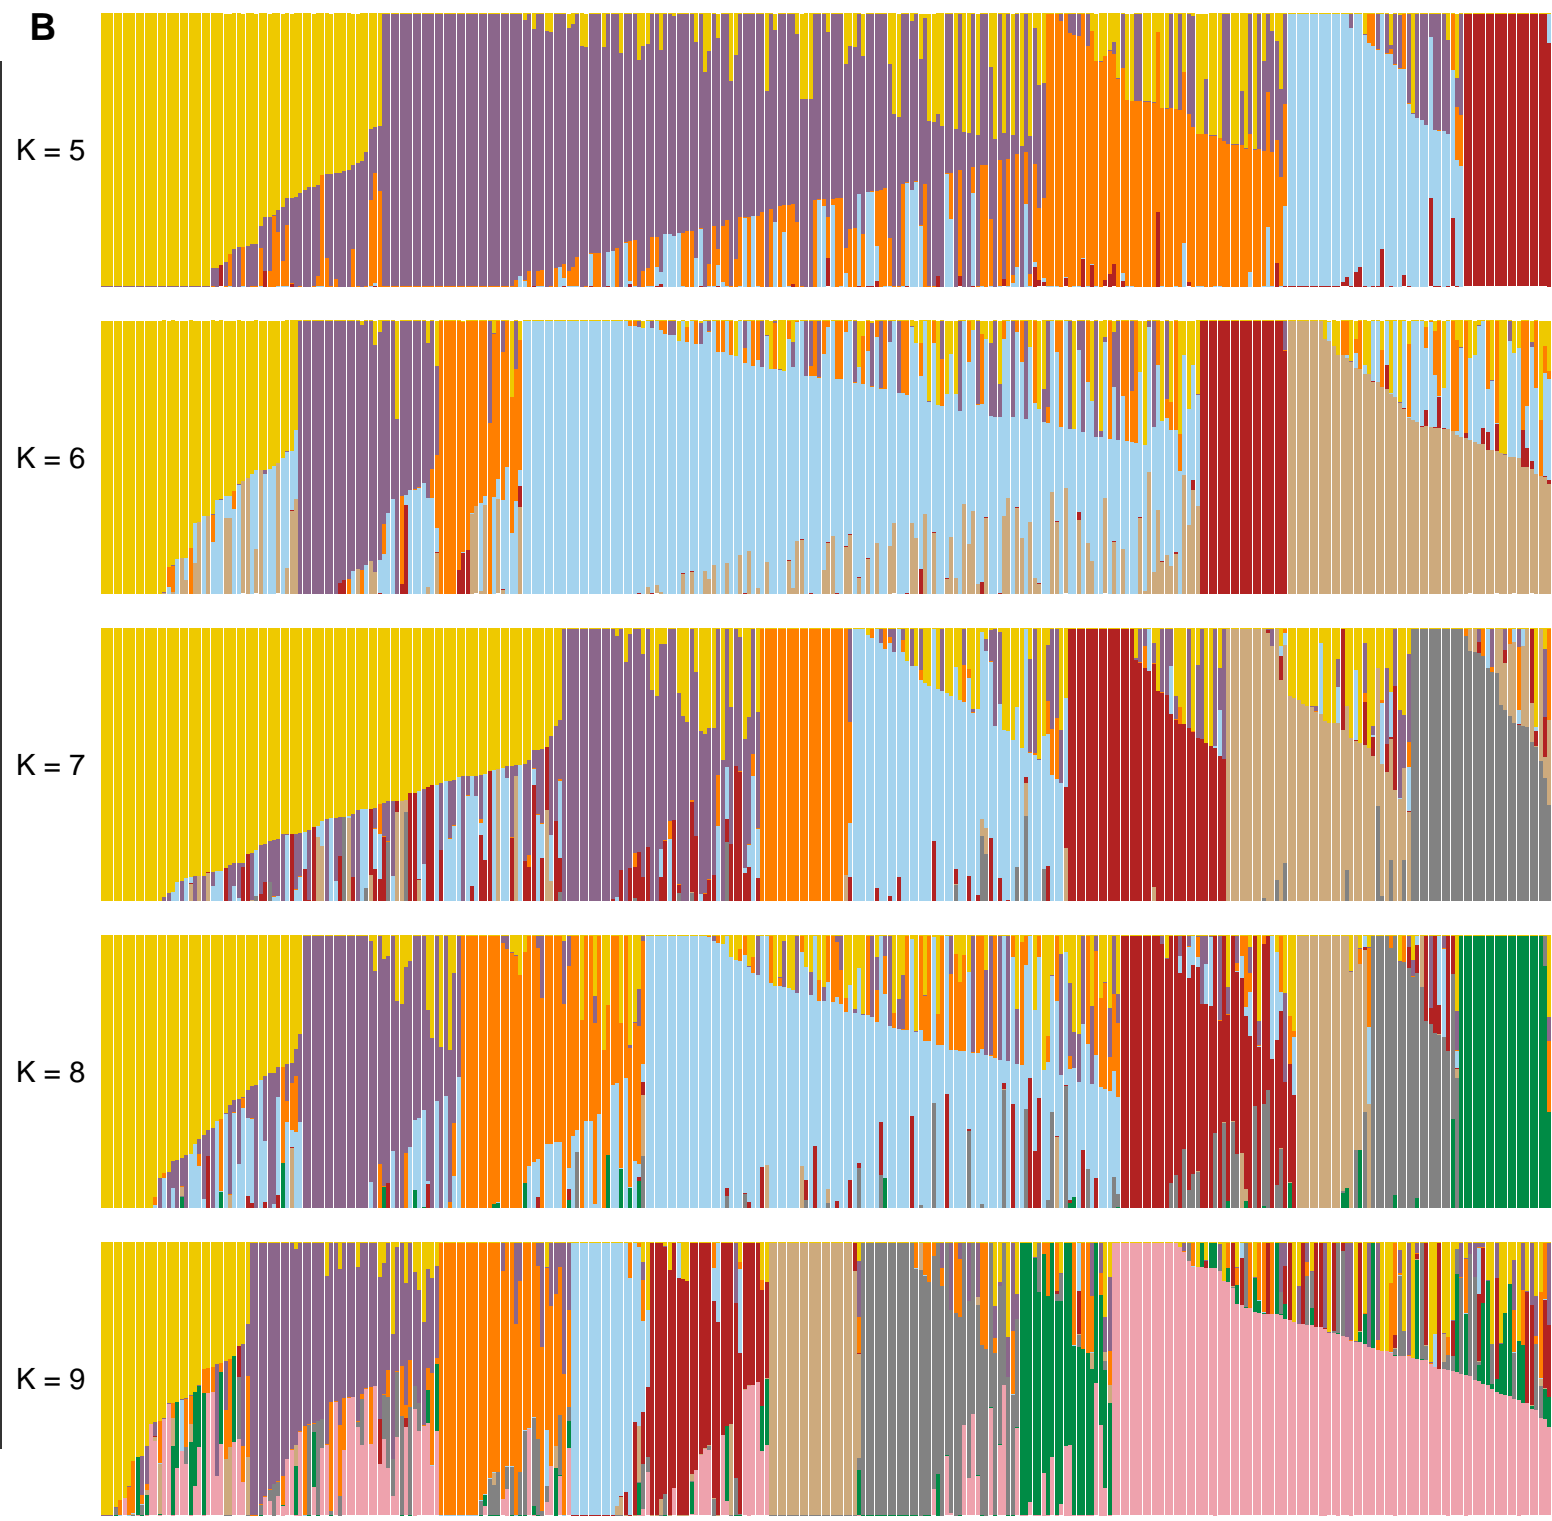 B
K = 5
K = 6
K = 7
K = 8
K = 9